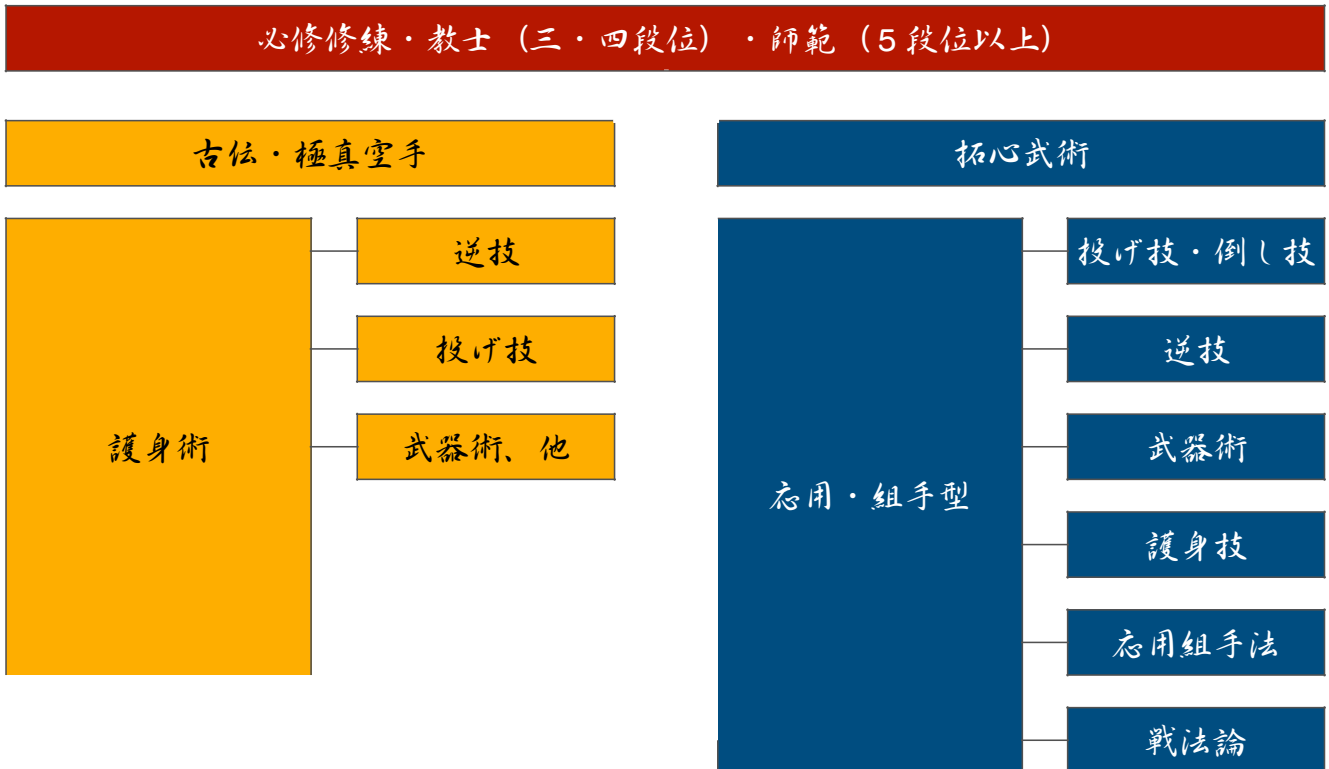 必修修練・教士（三・四段位）・師範（5段位以上）
古伝・極真空手
護身術
逆技
投げ技
武器術、他
拓心武術
応用・組手型
投げ技・倒し技
逆技
武器術
護身技
応用組手法
戦法論